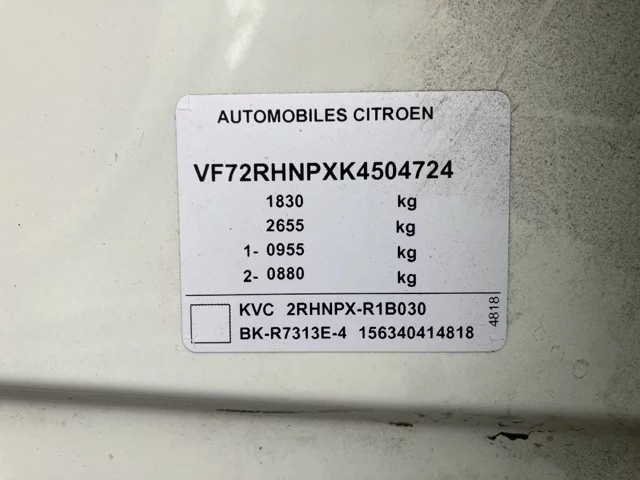 AUTOMOBILES CITROEN
VF72RHNPXK4504724
1830 kg
2655 kg
1- 0955 kg
2- 0880 kg
KVC 2RHNPX-R1B030
BK-R7313E-4 156340414818
4818